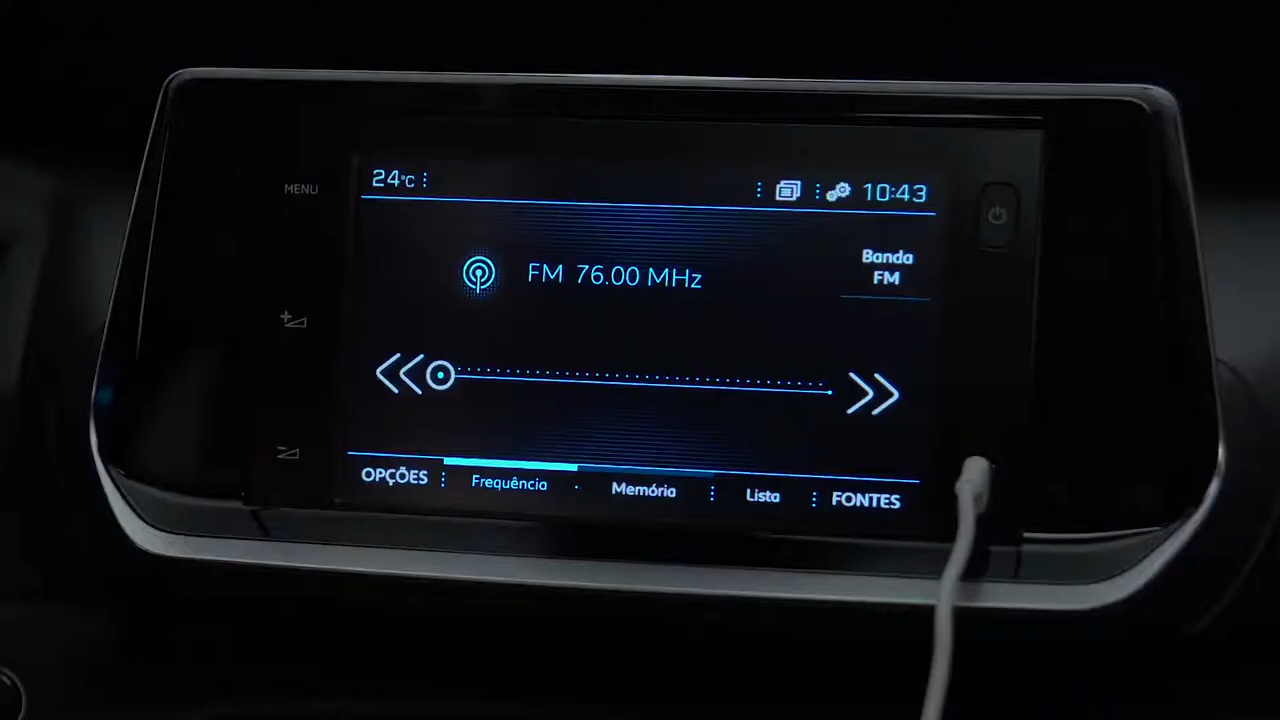 24°C
10:43
MENU
FM 76.00 MHz
Banda
FM
OPÇÕES
Frequência
Memória
Lista
FONTES